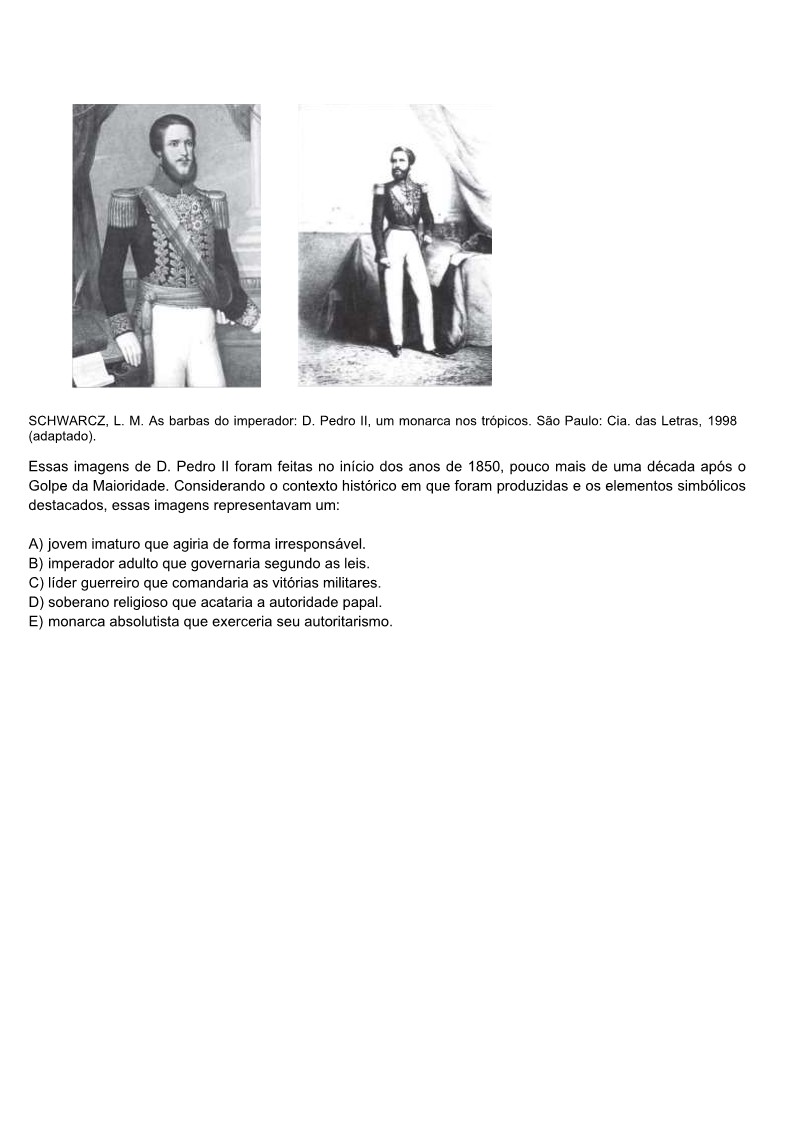 SCHWARCZ, L. M. As barbas do imperador: D. Pedro II, um monarca nos trópicos. São Paulo: Cia. das Letras, 1998
(adaptado).
Essas imagens de D. Pedro II foram feitas no início dos anos de 1850, pouco mais de uma década após o
Golpe da Maioridade. Considerando o contexto histórico em que foram produzidas e os elementos simbólicos
destacados, essas imagens representavam um:
A) jovem imaturo que agiria de forma irresponsável.
B) imperador adulto que governaria segundo as leis.
C) líder guerreiro que comandaria as vitórias militares.
D) soberano religioso que acataria a autoridade papal.
E) monarca absolutista que exerceria seu autoritarismo.